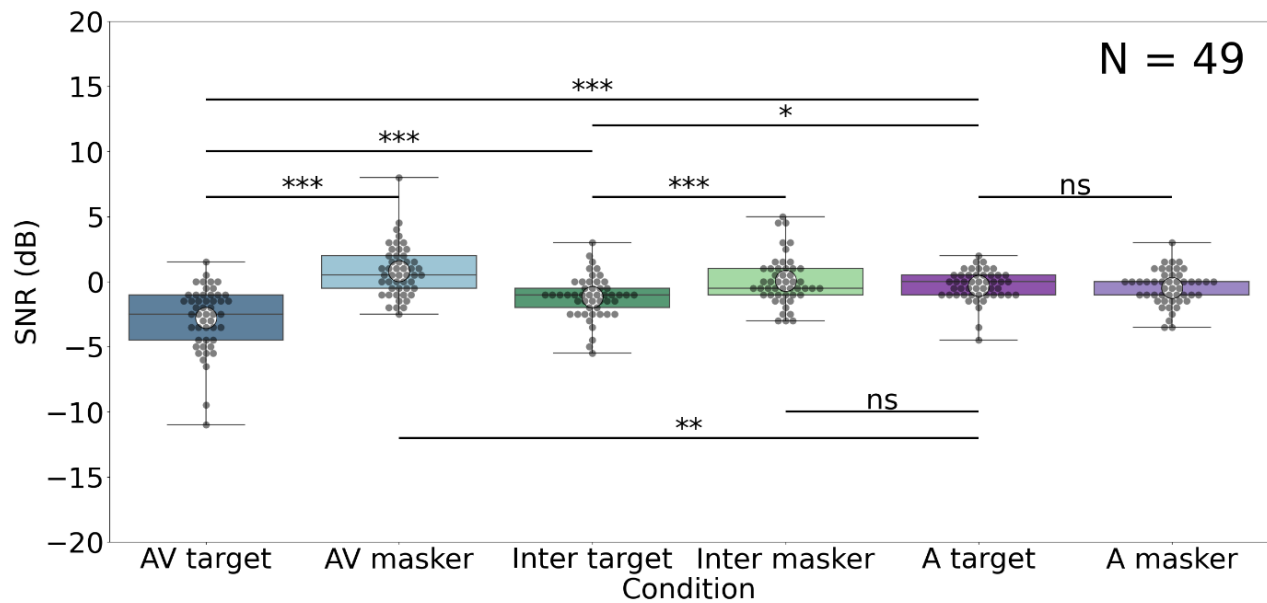 N = 49
20
15
10
5
0
−5
−10
−15
−20
SNR (dB)
***
*
***
***
***
ns
ns
**
AV target
AV masker
Inter target
Inter masker
A target
A masker
Condition